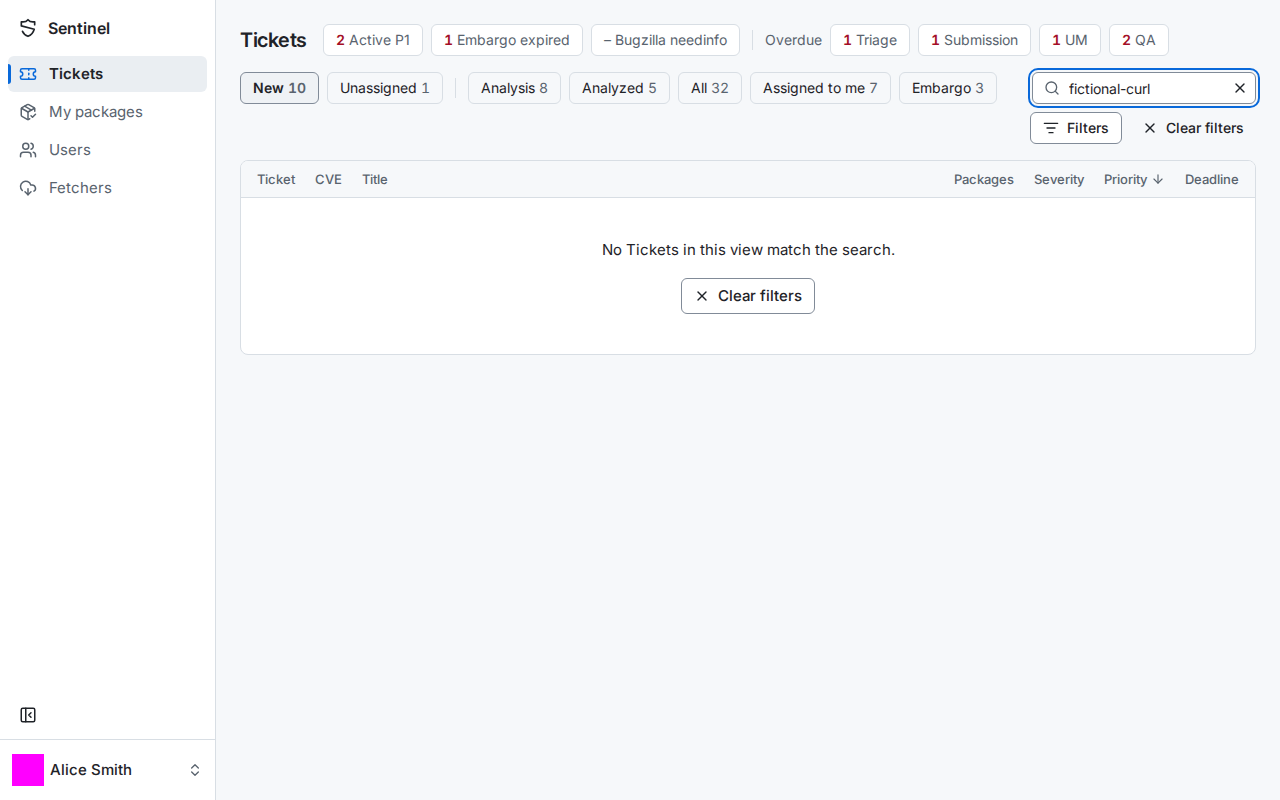 Sentinel
Tickets
My packages
Users
Fetchers
Alice Smith
Tickets 2 Active P1 1 Embargo expired – Bugzilla needinfo Overdue 1 Triage 1 Submission 1 UM 2 QA
New 10 Unassigned 1 Analysis 8 Analyzed 5 All 32 Assigned to me 7 Embargo 3 fictional-curl
Filters Clear filters
Ticket CVE Title Packages Severity Priority Deadline
No Tickets in this view match the search.
Clear filters